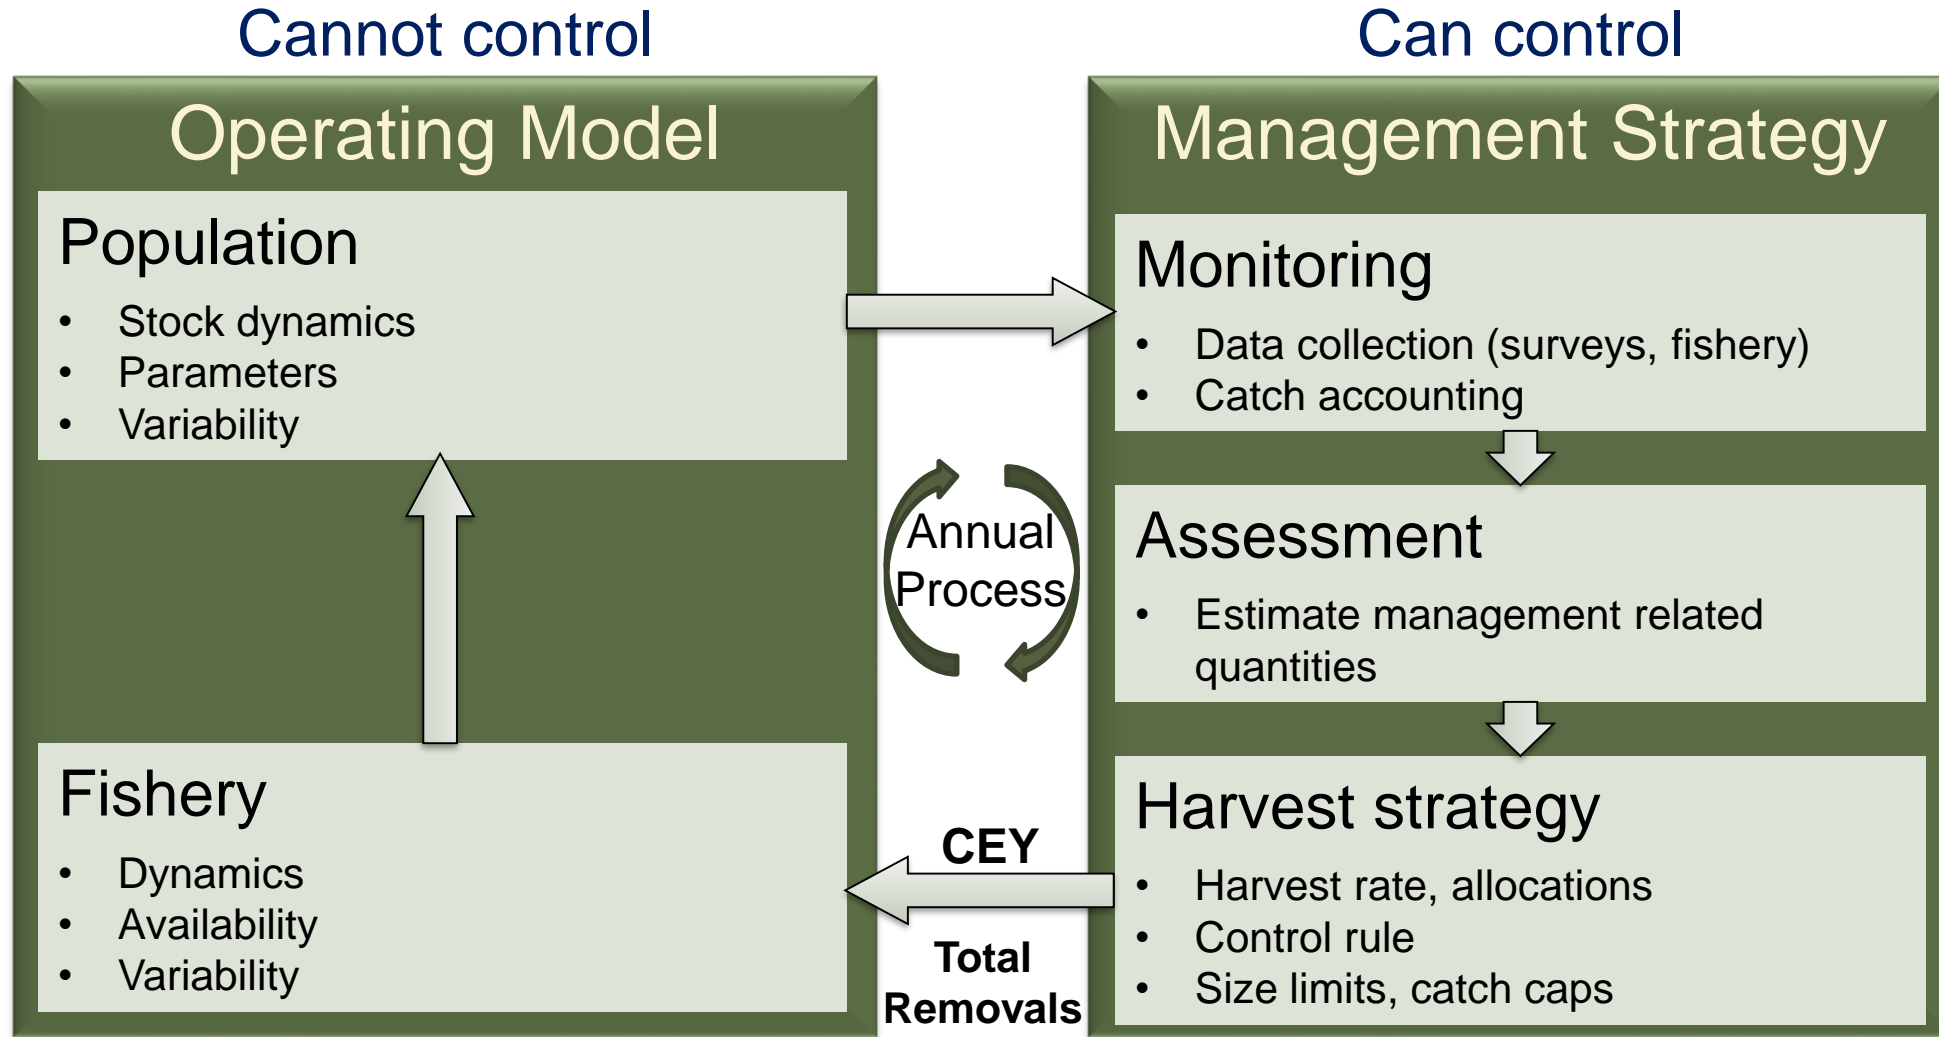 Cannot control
Operating Model
Population
• Stock dynamics
• Parameters
• Variability
Fishery
• Dynamics
• Availability
• Variability
Annual
Process
CEY
Total
Removals
Can control
Management Strategy
Monitoring
• Data collection (surveys, fishery)
• Catch accounting
Assessment
• Estimate management related
quantities
Harvest strategy
• Harvest rate, allocations
• Control rule
• Size limits, catch caps